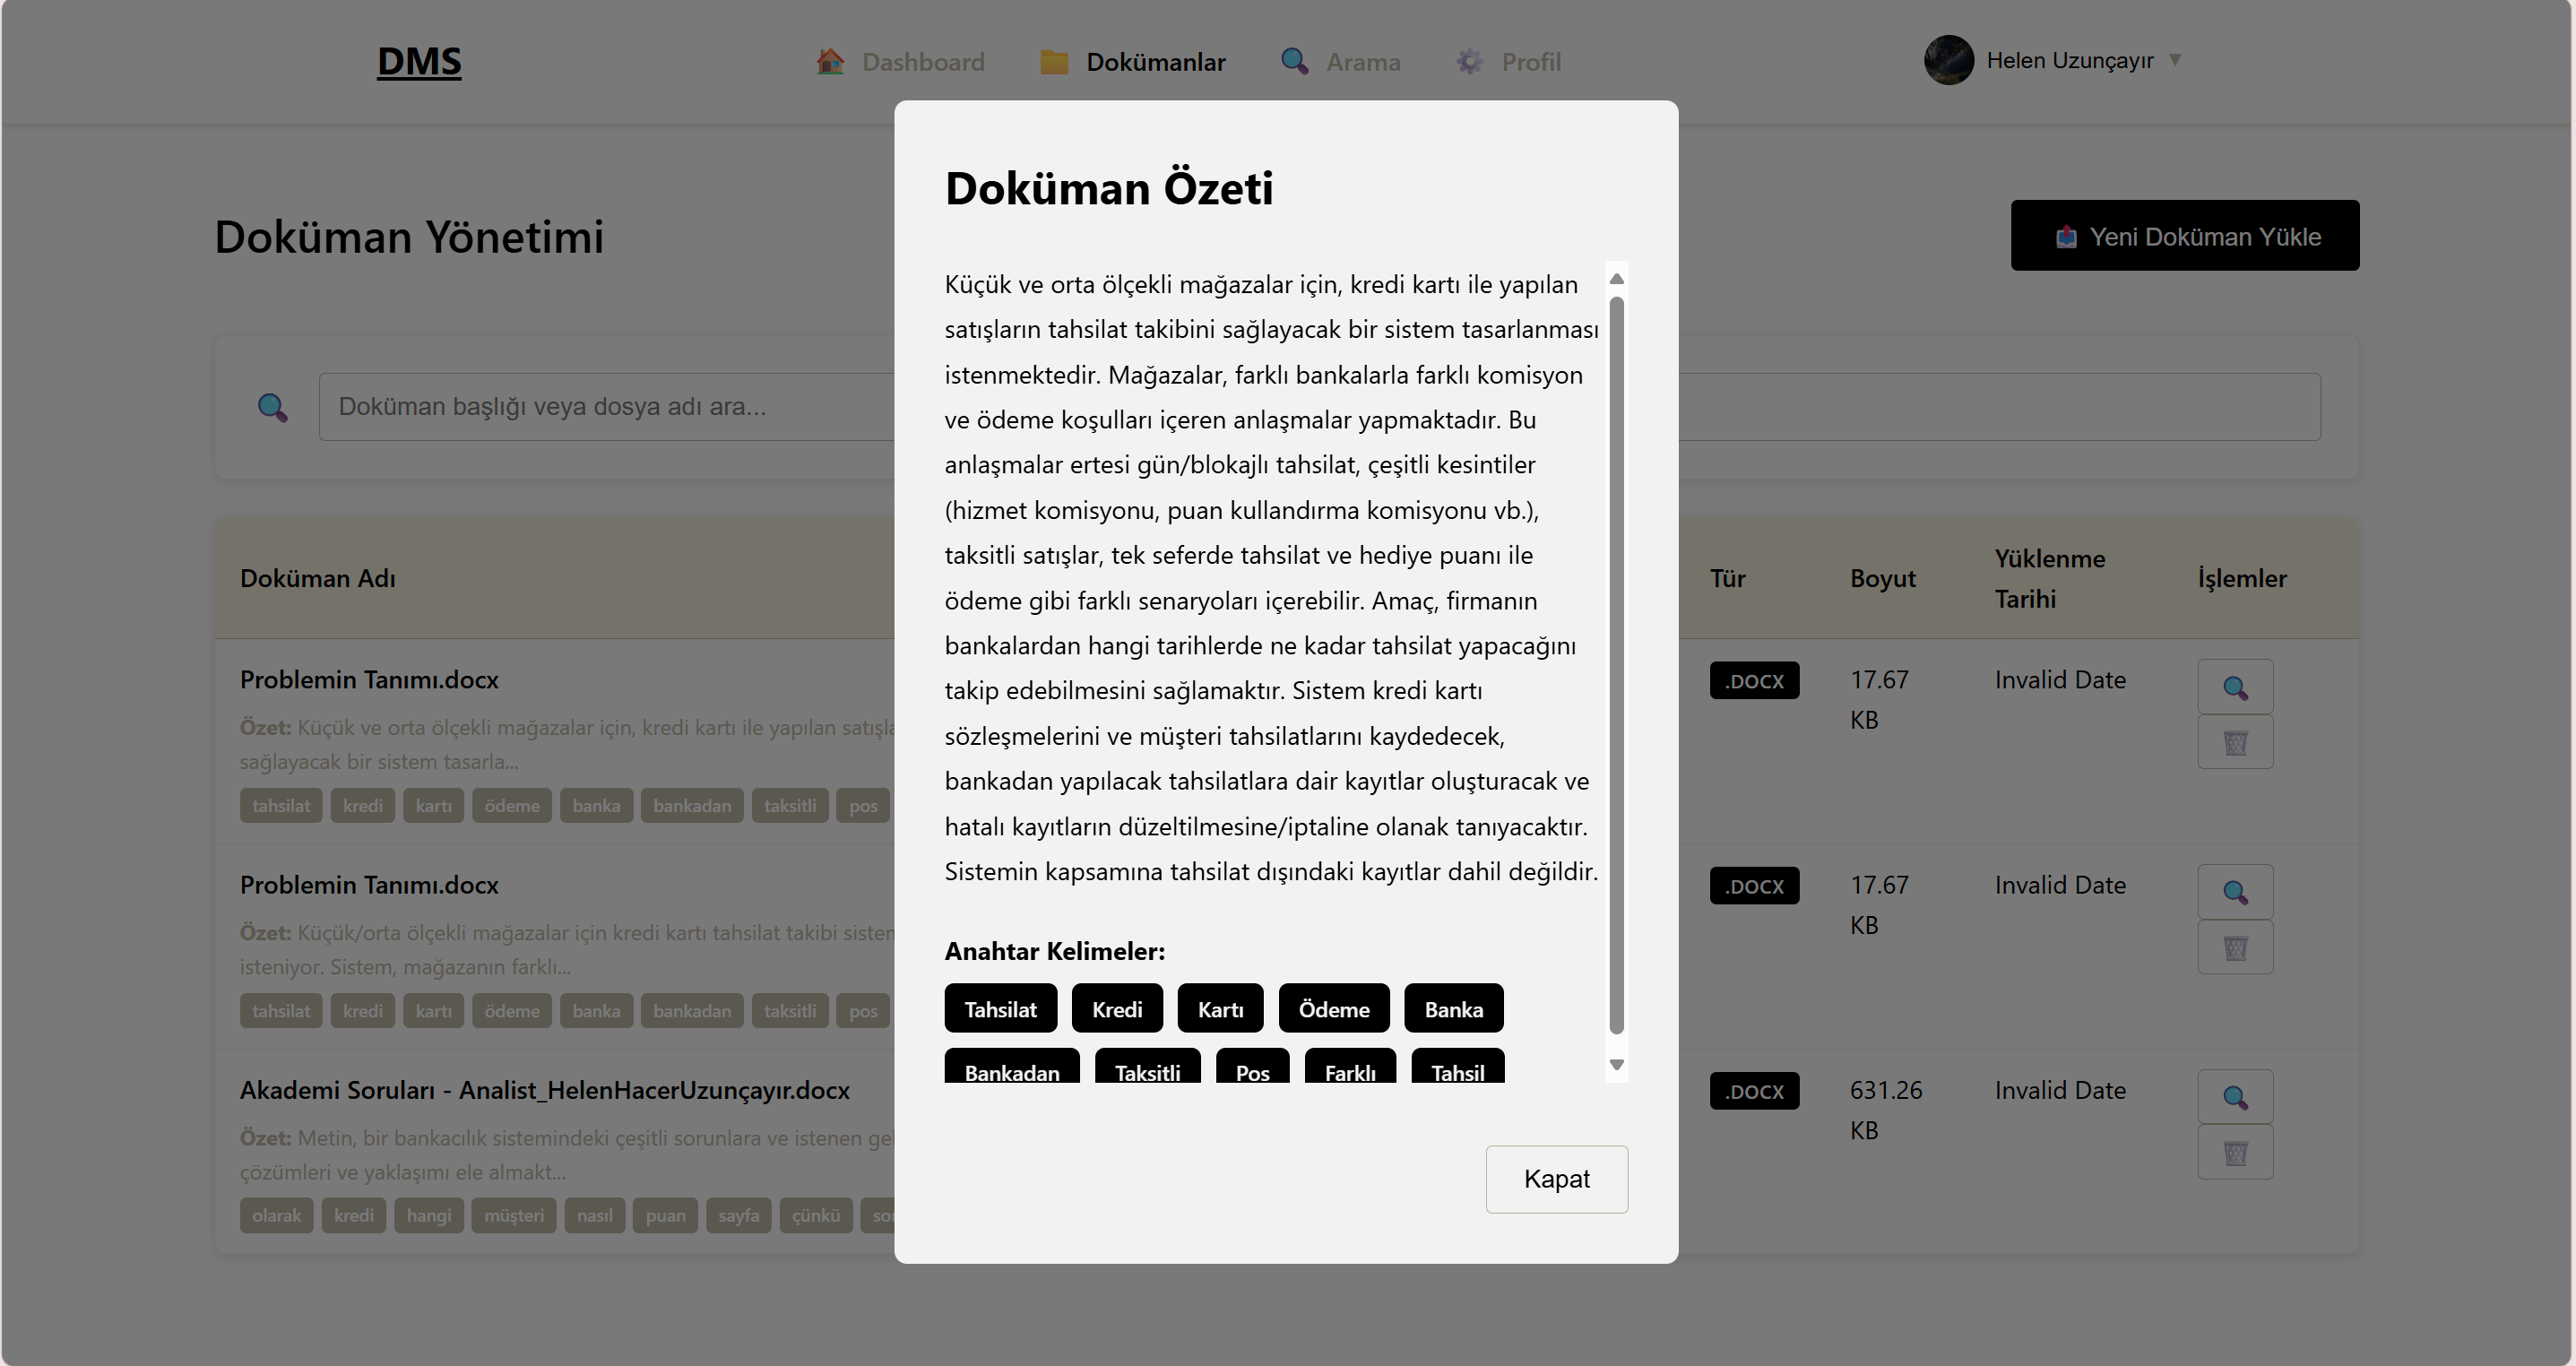 DMS
Dashboard
Dokümanlar
Arama
Profil
Helen Uzunçayır
Doküman Yönetimi
Yeni Doküman Yükle
Doküman başlığı veya dosya adı ara...
Doküman Adı
Tür
Boyut
Yüklenme
Tarihi
İşlemler
Problemin Tanımı.docx
Özet: Küçük ve orta ölçekli mağazalar için, kredi kartı ile yapılan
sağlayacak bir sistem tasarla...
tahsilat kredi kartı ödeme banka bankadan taksitli pos
.DOCX
17.67
KB
Invalid Date
Problemin Tanımı.docx
Özet: Küçük/orta ölçekli mağazalar için kredi kartı tahsilat takibi
isteniyor. Sistem, mağazanın farklı...
tahsilat kredi kartı ödeme banka bankadan taksitli pos
.DOCX
17.67
KB
Invalid Date
Akademi Soruları - Analist_HelenHacerUzunçayır.docx
Özet: Metin, bir bankacılık sistemindeki çeşitli sorunlara ve istenen
çözümleri ve yaklaşımı ele almakt...
olarak kredi hangi müşteri nasıl puan sayfa çünkü
.DOCX
631.26
KB
Invalid Date
Doküman Özeti
Küçük ve orta ölçekli mağazalar için, kredi kartı ile yapılan
satışların tahsilat takibini sağlayacak bir sistem tasarlanması
istenmektedir. Mağazalar, farklı bankalarla farklı komisyon
ve ödeme koşulları içeren anlaşmalar yapmaktadır. Bu
anlaşmalar ertesi gün/blokajlı tahsilat, çeşitli kesintiler
(hizmet komisyonu, puan kullandırma komisyonu vb.),
taksitli satışlar, tek seferde tahsilat ve hediye puanı ile
ödeme gibi farklı senaryoları içerebilir. Amaç, firmanın
bankalardan hangi tarihlerde ne kadar tahsilat yapacağını
takip edebilmesini sağlamaktır. Sistem kredi kartı
sözleşmelerini ve müşteri tahsilatlarını kaydedecek,
bankadan yapılacak tahsilatlara dair kayıtlar oluşturacak ve
hatalı kayıtların düzeltilmesine/iptaline olanak tanıyacaktır.
Sistemin kapsamına tahsilat dışındaki kayıtlar dahil değildir.
Anahtar Kelimeler:
Tahsilat Kredi Kartı Ödeme Banka
Bankadan Taksitli Pos Farklı Tahsil
Kapat